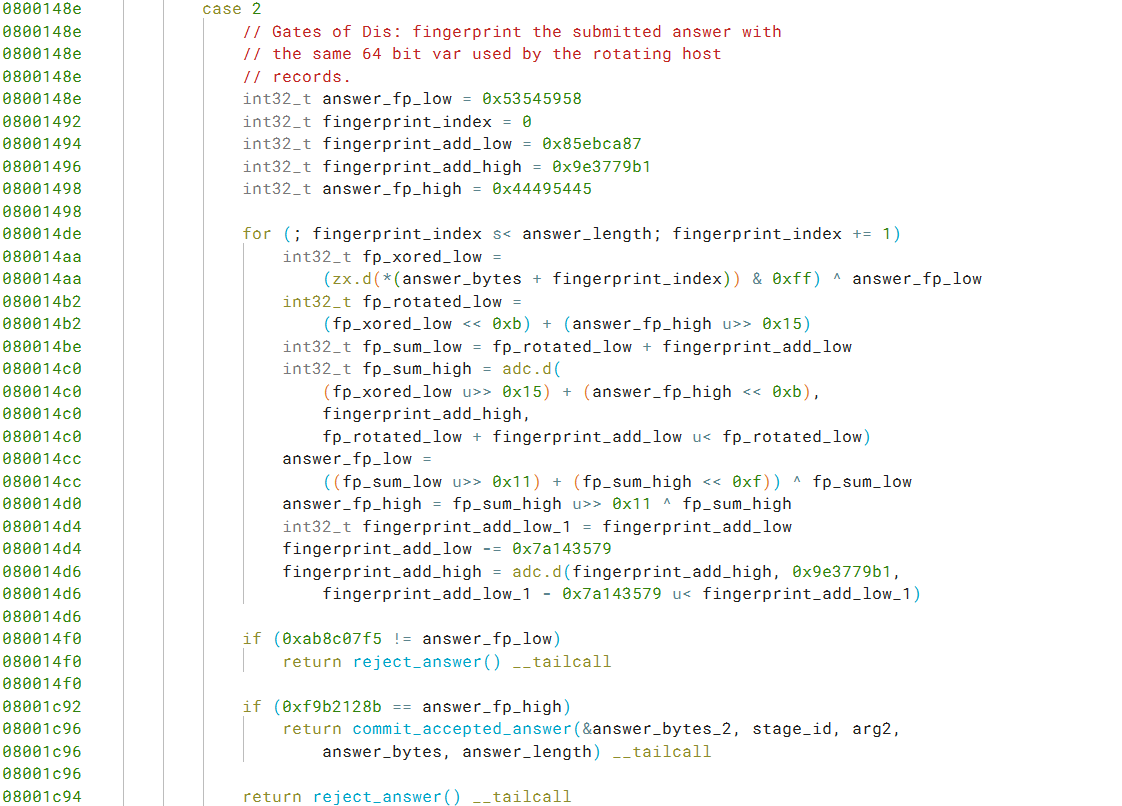 0800148e case 2
0800148e // Gates of Dis: fingerprint the submitted answer with
0800148e // the same 64 bit var used by the rotating host
0800148e // records.
0800148e int32_t answer_fp_low = 0x53545958
08001492 int32_t fingerprint_index = 0
08001494 int32_t fingerprint_add_low = 0x85ebca87
08001496 int32_t fingerprint_add_high = 0x9e3779b1
08001498 int32_t answer_fp_high = 0x44495445
08001498
080014de for (; fingerprint_index s< answer_length; fingerprint_index += 1)
080014aa int32_t fp_xored_low =
080014aa (zx.d(*(answer_bytes + fingerprint_index)) & 0xff) ^ answer_fp_low
080014b2 int32_t fp_rotated_low =
080014b2 (fp_xored_low << 0xb) + (answer_fp_high u>> 0x15)
080014be int32_t fp_sum_low = fp_rotated_low + fingerprint_add_low
080014c0 int32_t fp_sum_high = adc.d(
080014c0 (fp_xored_low u>> 0x15) + (answer_fp_high << 0xb),
080014c0 fingerprint_add_high,
080014c0 fp_rotated_low + fingerprint_add_low u< fp_rotated_low)
080014cc answer_fp_low =
080014cc ((fp_sum_low u>> 0x11) + (fp_sum_high << 0xf)) ^ fp_sum_low
080014d0 answer_fp_high = fp_sum_high u>> 0x11 ^ fp_sum_high
080014d4 int32_t fingerprint_add_low_1 = fingerprint_add_low
080014d4 fingerprint_add_low -= 0x7a143579
080014d6 fingerprint_add_high = adc.d(fingerprint_add_high, 0x9e3779b1,
080014d6 fingerprint_add_low_1 - 0x7a143579 u< fingerprint_add_low_1)
080014d6
080014f0 if (0xab8c07f5 != answer_fp_low)
080014f0 return reject_answer() __tailcall
080014f0
08001c92 if (0xf9b2128b == answer_fp_high)
08001c96 return commit_accepted_answer(&answer_bytes_2, stage_id, arg2,
08001c96 answer_bytes, answer_length) __tailcall
08001c96
08001c94 return reject_answer() __tailcall